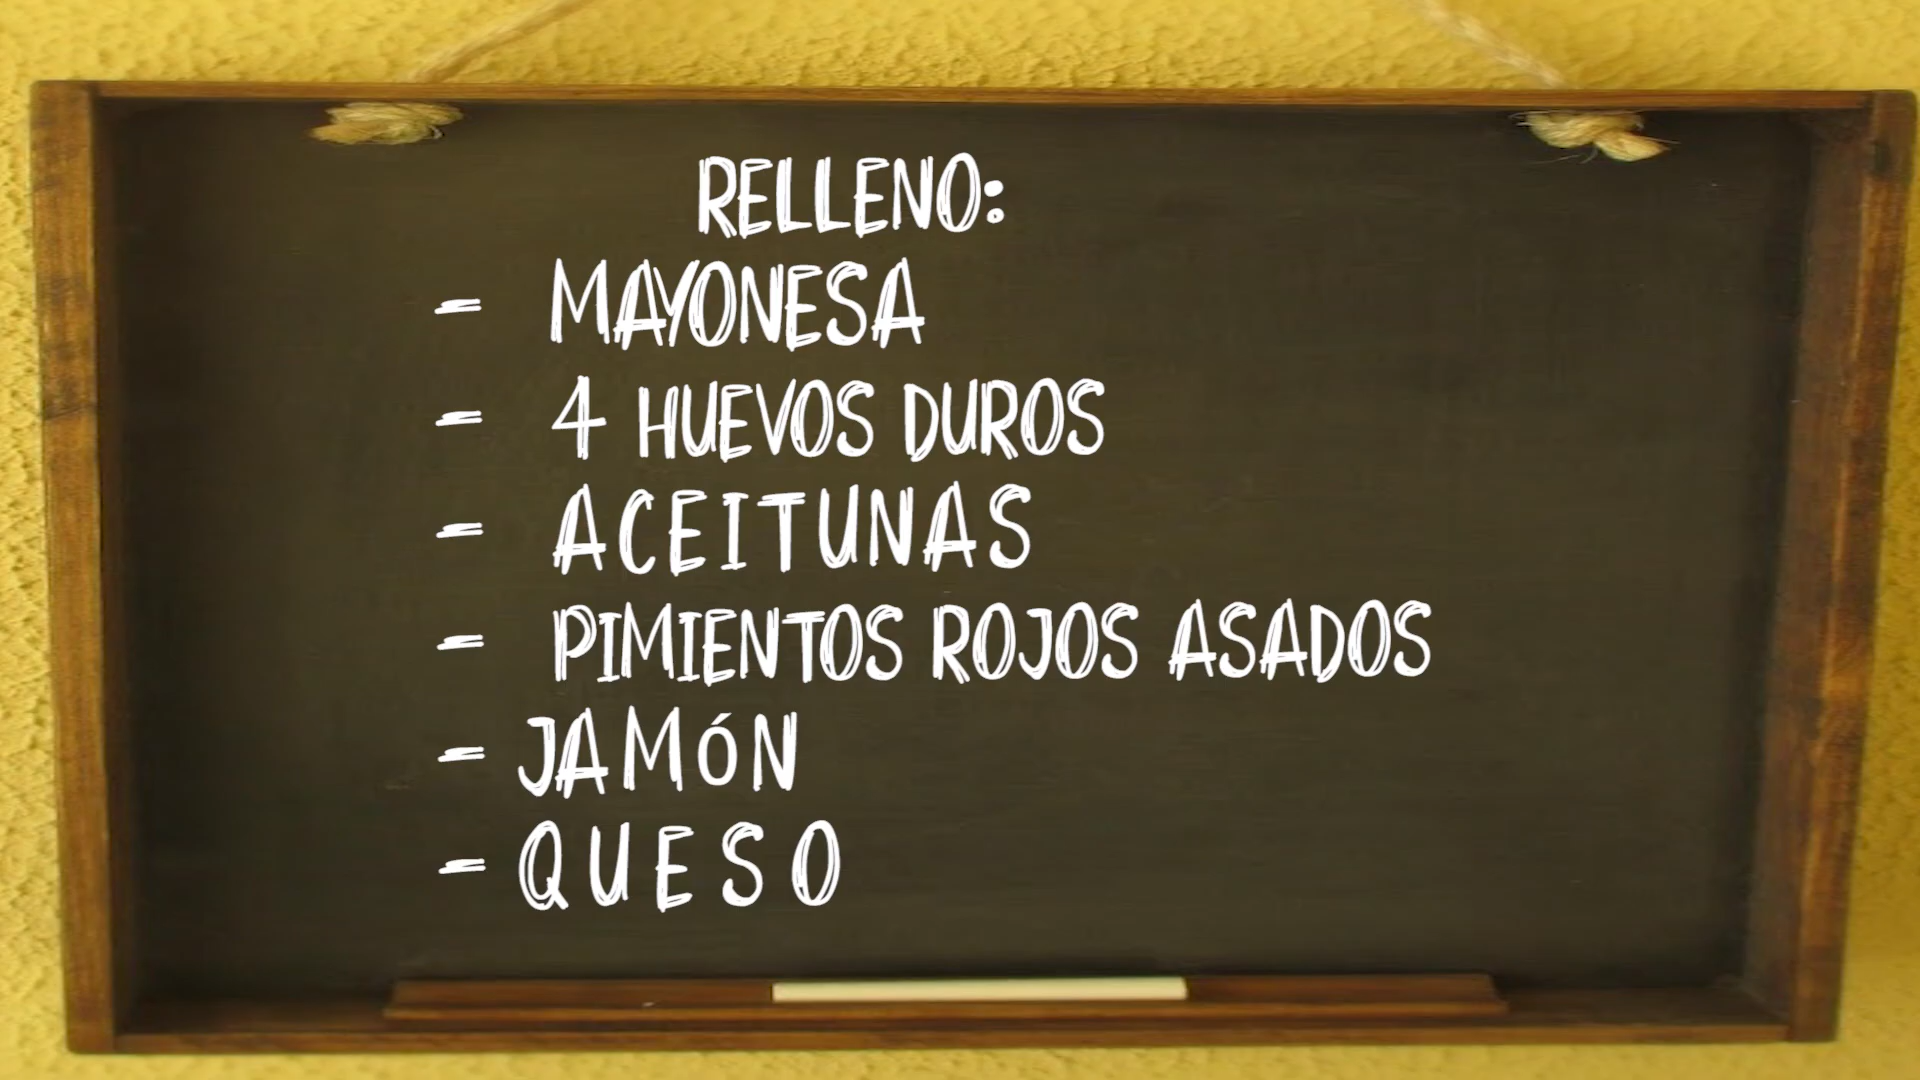 RELLENO:
- MAYONESA
- 4 HUEVOS DUROS
- ACEITUNAS
- PIMIENTOS ROJOS ASADOS
- JAMÓN
- QUESO